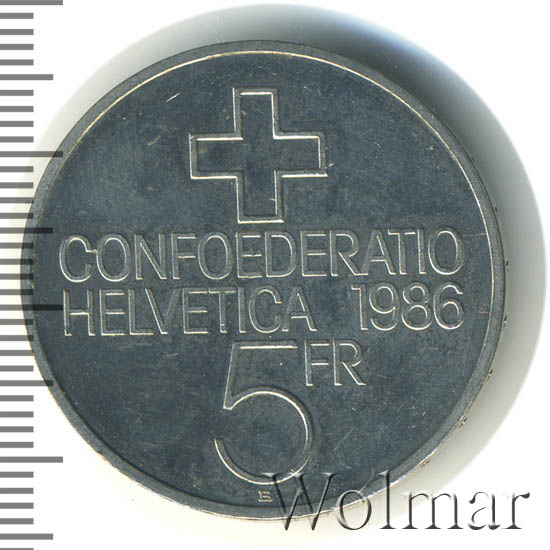 CONFOEDERATIO
HELVETICA 1986
5 FR
B
Wolmar